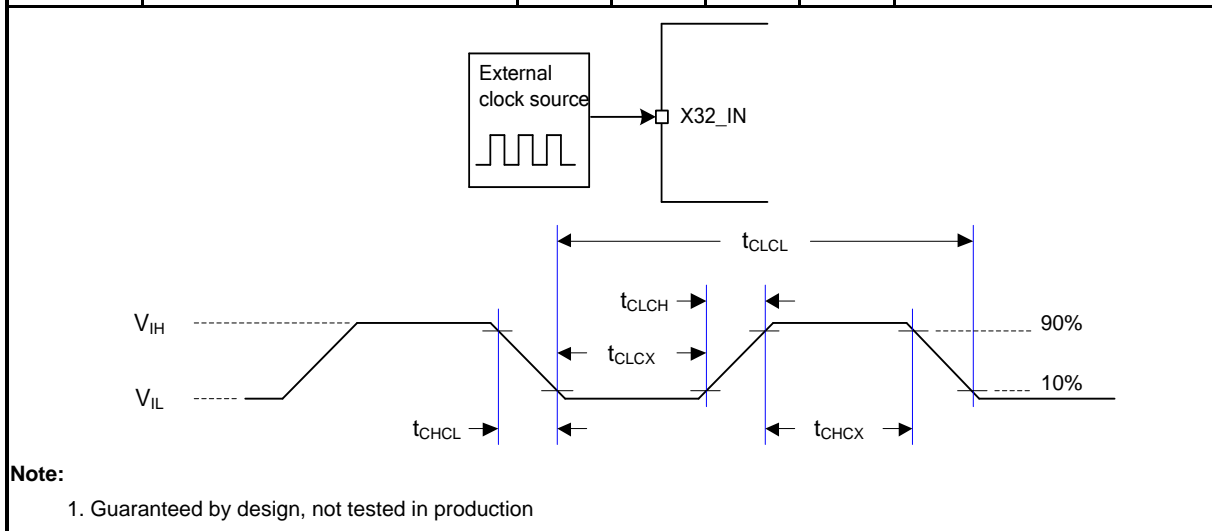 External
clock source
X32_IN
tCLCL
tCLCH
VIH
90%
tCLCX
VIL
10%
tCHCL
tCHCX
Note:
1. Guaranteed by design, not tested in production